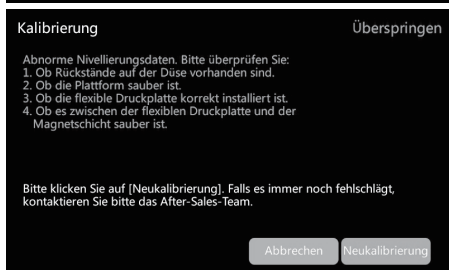 Kalibrierung
Überspringen
Abnorme Nivellierungsdaten. Bitte überprüfen Sie:
1. Ob Rückstände auf der Düse vorhanden sind.
2. Ob die Plattform sauber ist.
3. Ob die flexible Druckplatte korrekt installiert ist.
4. Ob es zwischen der flexiblen Druckplatte und der
Magnetschicht sauber ist.
Bitte klicken Sie auf [Neukalibrierung]. Falls es immer noch fehlschlägt,
kontaktieren Sie bitte das After-Sales-Team.
Abbrechen
Neukalibrierung